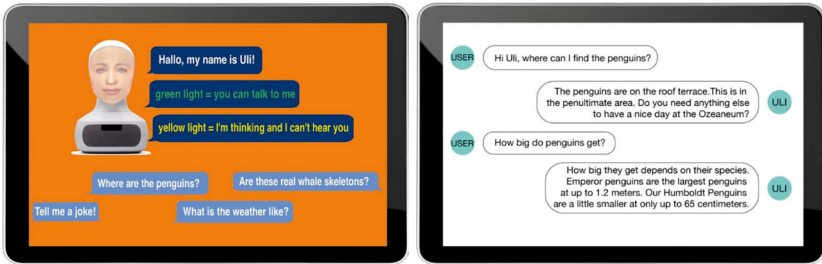 Hallo, my name is Uli!
green light = you can talk to me
yellow light = I'm thinking and I can't hear you
Where are the penguins?
Are these real whale skeletons?
Tell me a joke!
What is the weather like?
USER
Hi Uli, where can I find the penguins?
The penguins are on the roof terrace.This is in
the penultimate area. Do you need anything else
to have a nice day at the Ozeaneum?
ULI
USER
How big do penguins get?
How big they get depends on their species.
Emperor penguins are the largest penguins
at up to 1.2 meters. Our Humboldt Penguins
are a little smaller at only up to 65 centimeters.
ULI